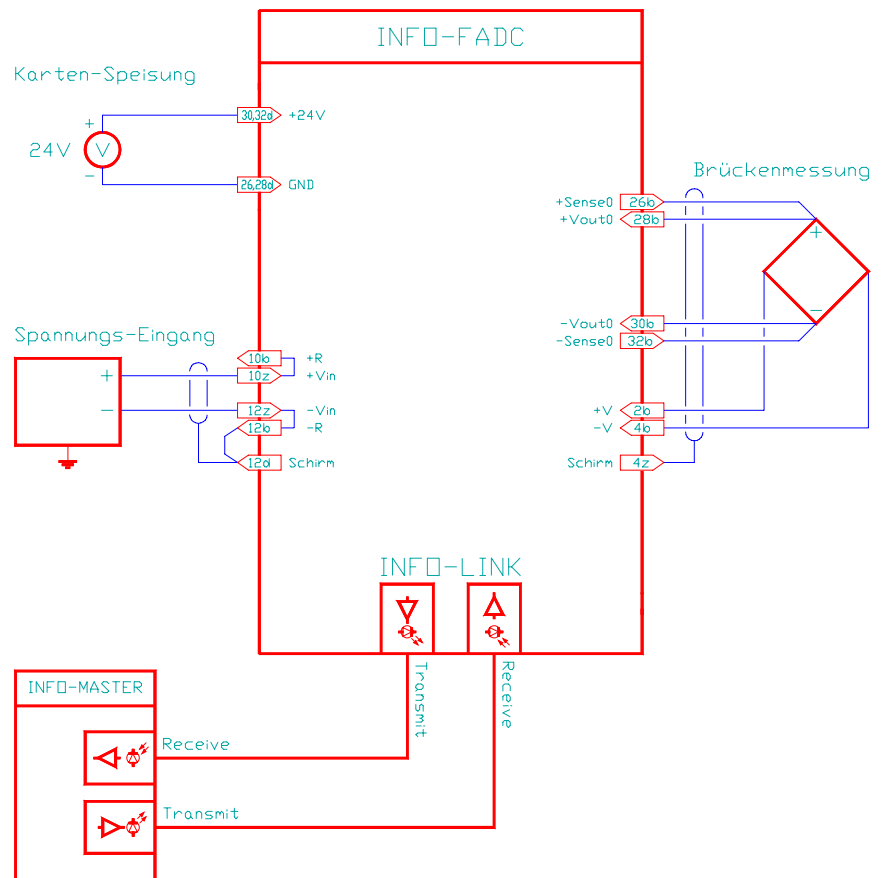 INFO-FADC
Karten-Speisung
+
24V V
-
30,32d +24V
26,28d GND
Brückenmessung
+Sense0 26b
+Vout0 28b
+
-
-Vout0 30b
-Sense0 32b
+V 2b
-V 4b
Schirm 4z
Spannungs-Eingang
10b +R
+ 10z +Vin
- 12z -Vin
12b -R
12d Schirm
INFO-LINK
Transmit
Receive
INFO-MASTER
Receive
Transmit